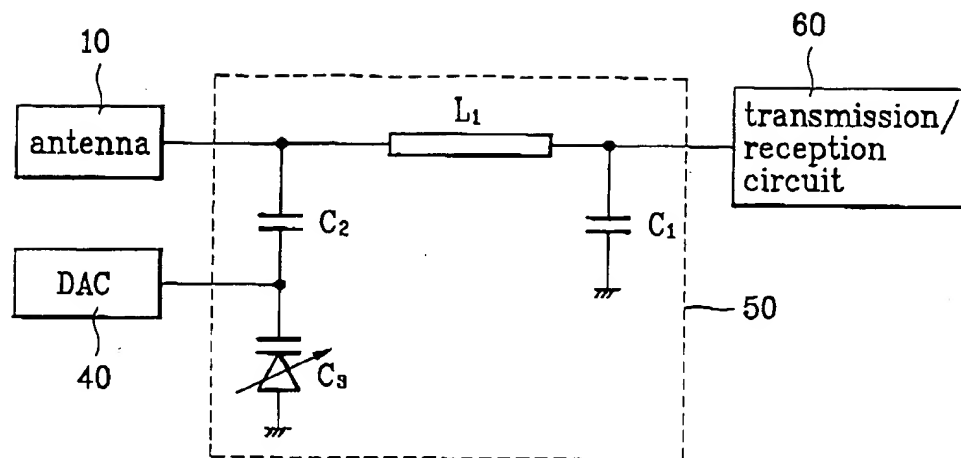 10
antenna
L₁
60
transmission/
reception
circuit
C₂
C₁
DAC
40
C₃
50